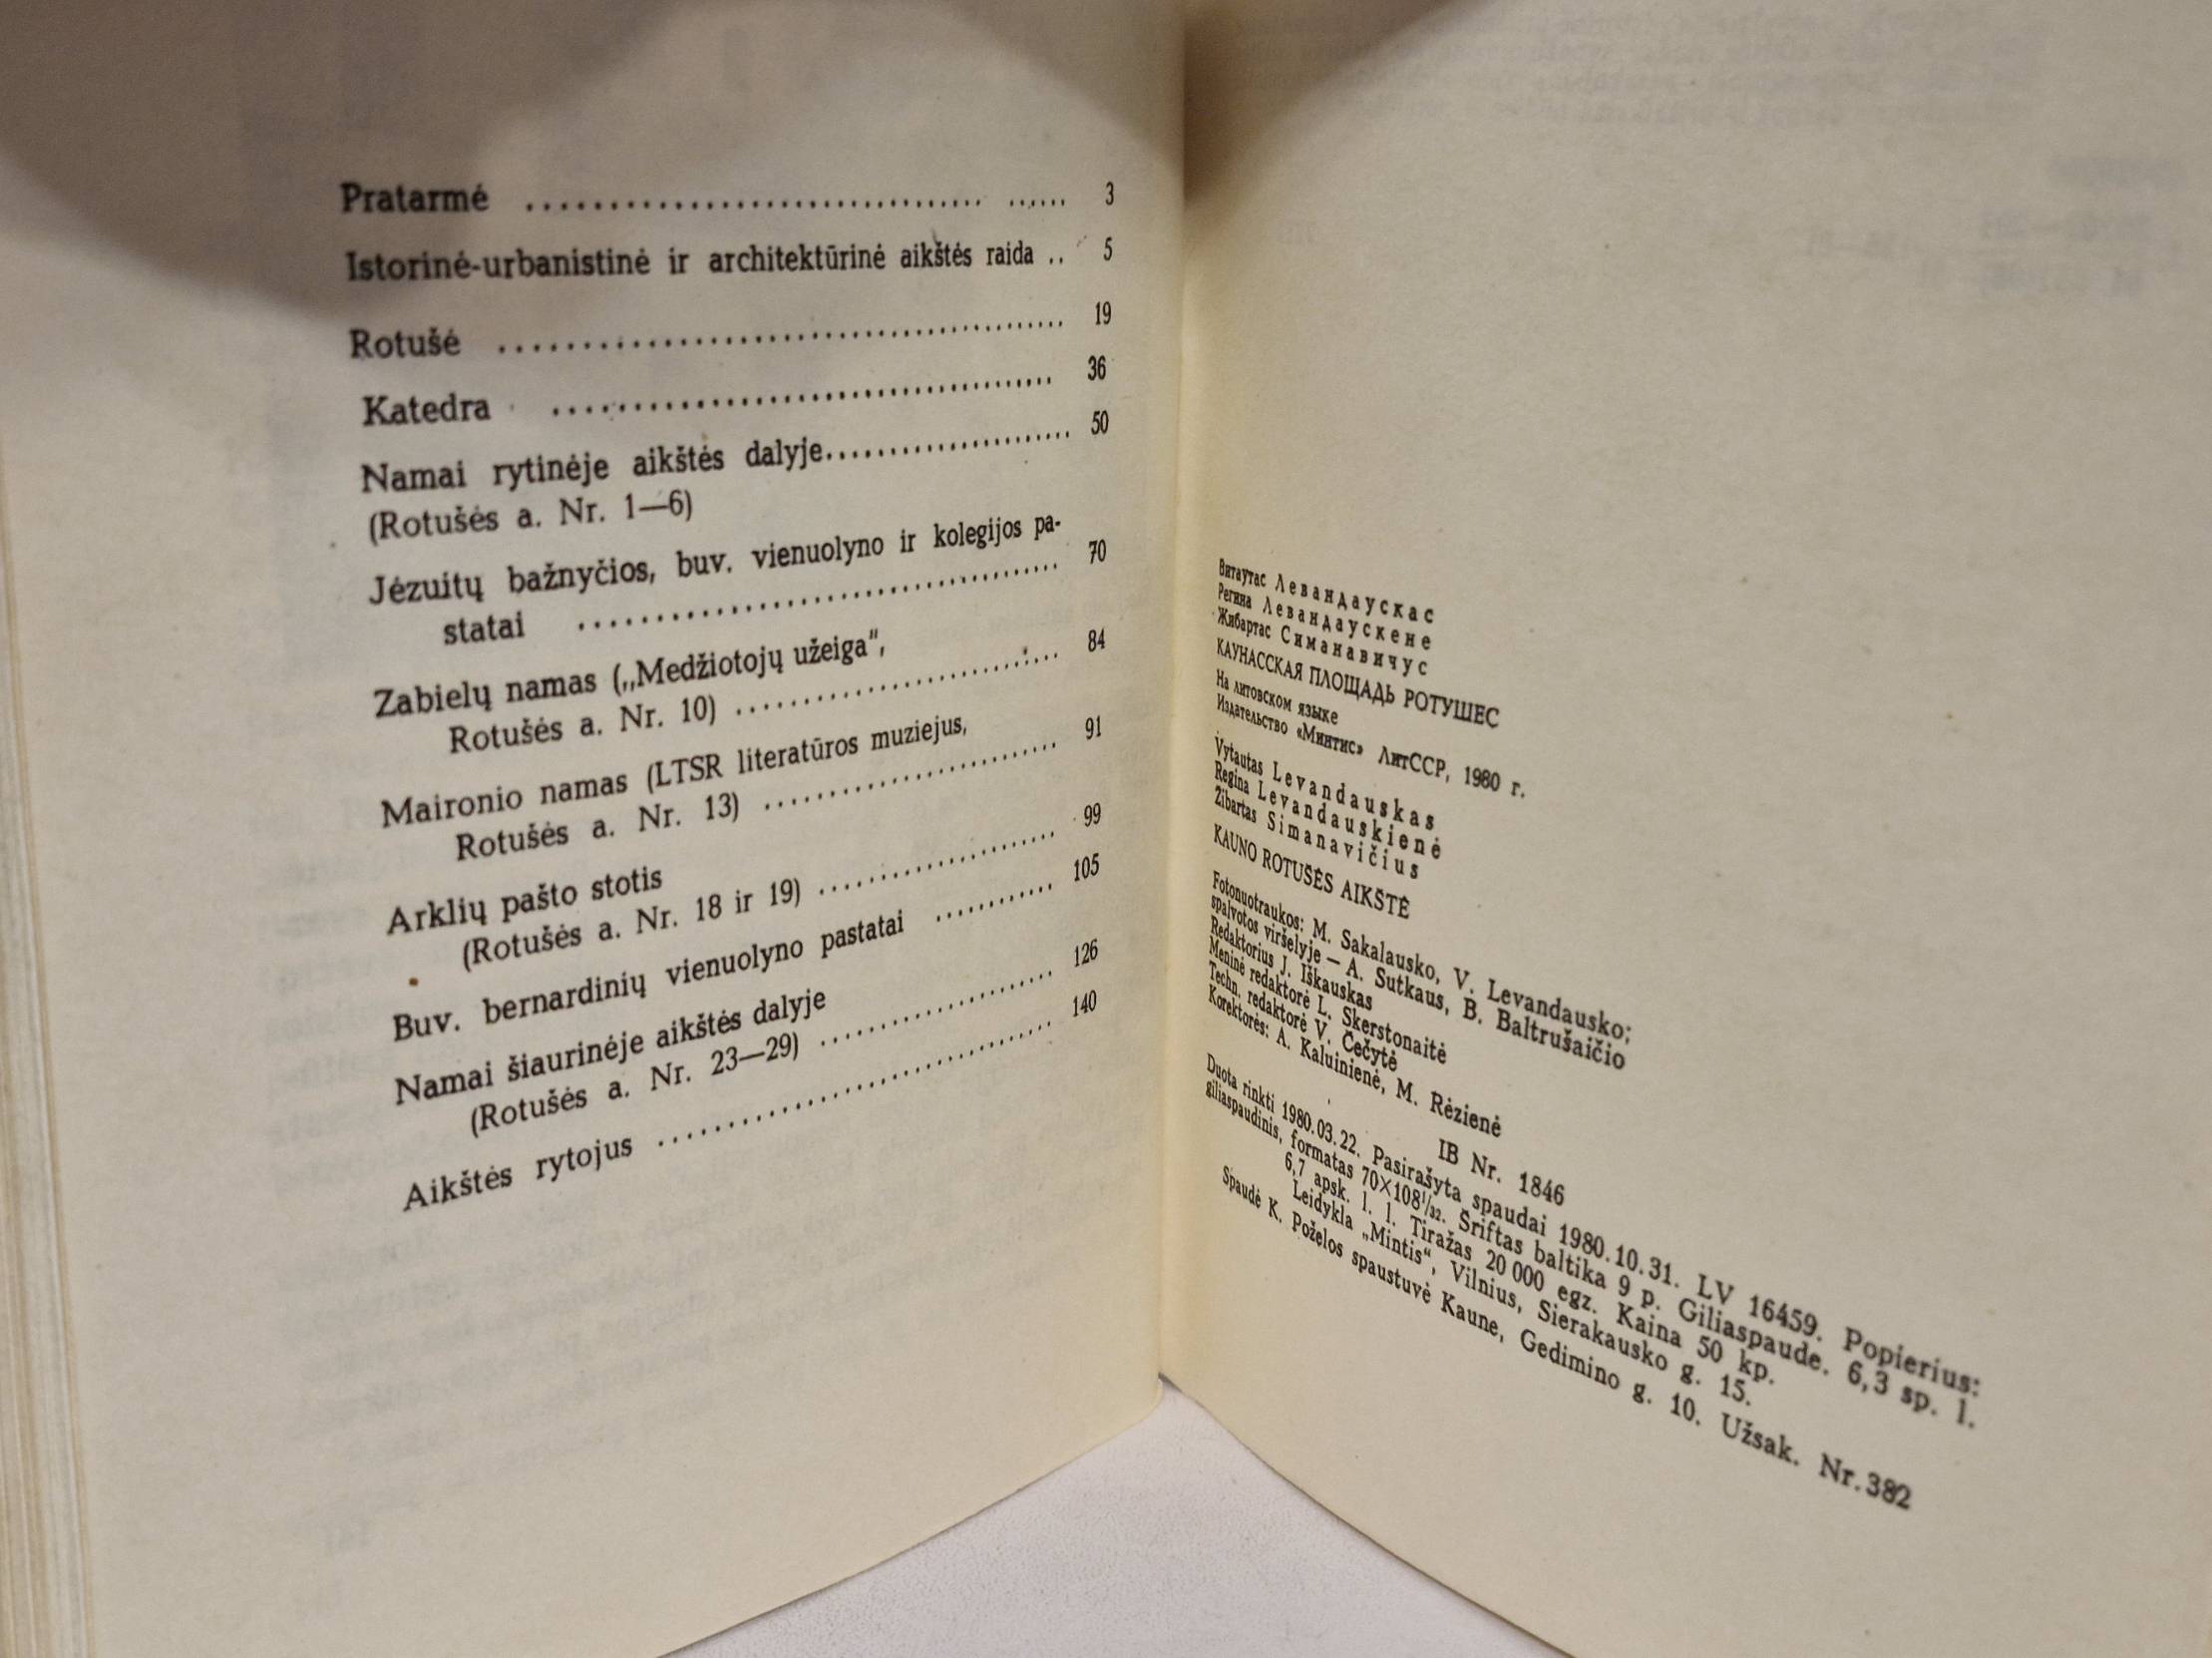 Pratarmė .......................................... 3
Istorinė-urbanistinė ir architektūrinė aikštės raida .. 5
Rotušė .......................................... 19
Katedra .......................................... 36
Namai rytinėje aikštės dalyje...................... 50
(Rotušės a. Nr. 1—6)
Jėzuitų bažnyčios, buv. vienuolyno ir kolegijos pa-
statai .......................................... 70
Zabielų namas („Medžiotojų užeiga",
Rotušės a. Nr. 10) .............................. 84
Maironio namas (LTSR literatūros muziejus,
Rotušės a. Nr. 13) .............................. 91
Arklių pašto stotis
(Rotušės a. Nr. 18 ir 19) ........................ 99
Buv. bernardinių vienuolyno pastatai ............ 105
Namai šiaurinėje aikštės dalyje
(Rotušės a. Nr. 23—29) ........................ 126
Aikštės rytojus .................................. 140
Витаутас Левандаускас
Регина Левандаускене
Жибартас Симанавичус
КАУНАССКАЯ ПЛОЩАДЬ РОТУШЕС
На литовском языке
Издательство «Минтис» ЛитССР, 1980 г.
Vytautas Levandauskas
Regina Levandauskienė
Žibartas Simanavičius
KAUNO ROTUŠĖS AIKŠTĖ
Fotonuotraukos: M. Sakalausko, V. Levandausko;
spalvotos viršelyje — A. Sutkaus, B. Baltrušaičio
Redaktorius J. Iškauskas
Meninė redaktorė L. Skerstonaitė
Techn. redaktorė V. Čečytė
Korektorės: A. Kaluinienė, M. Rėzienė
IB Nr. 1846
Duota rinkti 1980.03.22. Pasirašyta spaudai 1980.10.31. LV 16459. Popierius:
giliaspaudinis, formatas 70×108¹/₃₂. Šriftas baltika 9 p. Giliaspaude. 6,3 sp. l.
6,7 apsk. l. l. Tiražas 20 000 egz. Kaina 50 kp.
Leidykla „Mintis", Vilnius, Sierakausko g. 15.
Spaudė K. Poželos spaustuvė Kaune, Gedimino g. 10. Užsak. Nr. 382